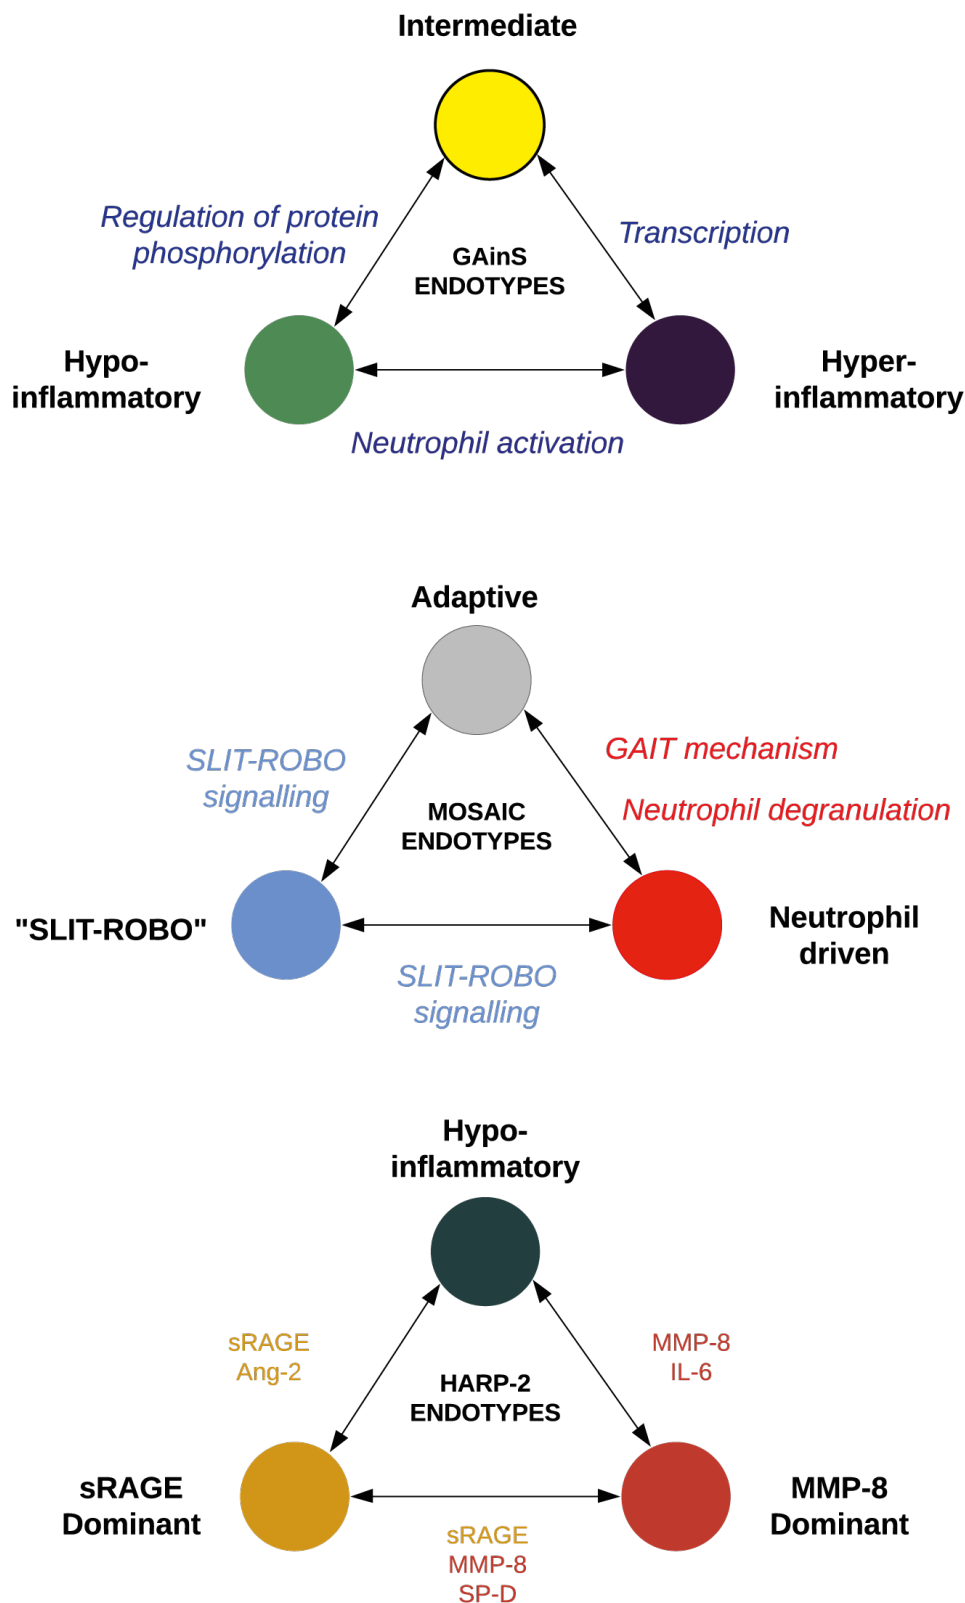 Intermediate
Regulation of protein
phosphorylation
Transcription
GAinS
ENDOTYPES
Hypo-
inflammatory
Hyper-
inflammatory
Neutrophil activation
Adaptive
SLIT-ROBO
signalling
GAIT mechanism
Neutrophil degranulation
MOSAIC
ENDOTYPES
"SLIT-ROBO"
Neutrophil
driven
SLIT-ROBO
signalling
Hypo-
inflammatory
sRAGE
Ang-2
MMP-8
IL-6
HARP-2
ENDOTYPES
sRAGE
Dominant
MMP-8
Dominant
sRAGE
MMP-8
SP-D